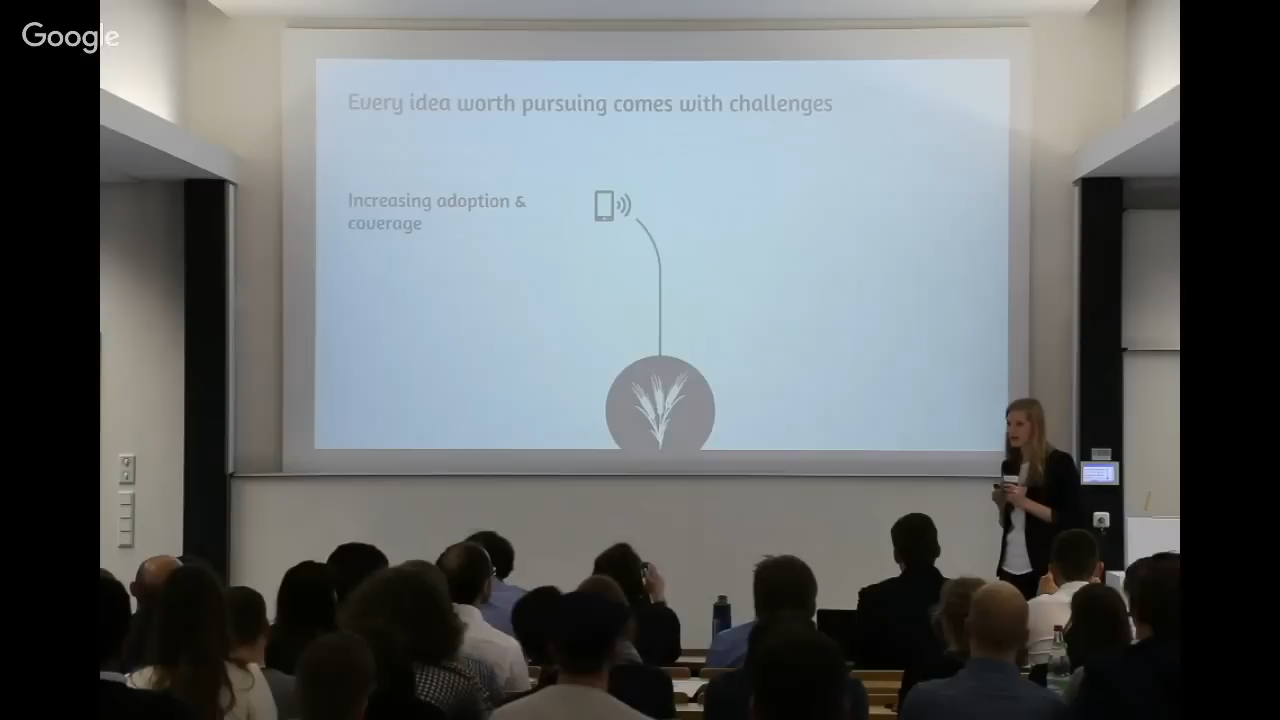 Google
Every idea worth pursuing comes with challenges
Increasing adoption &
coverage